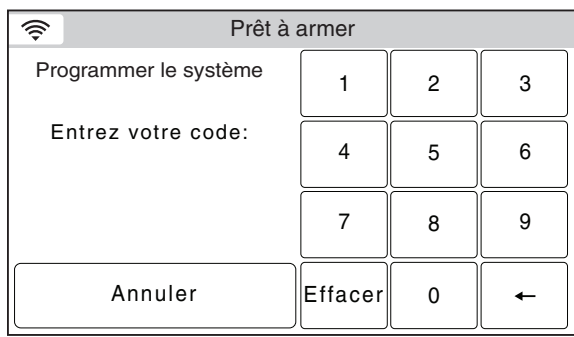 Prêt à armer
Programmer le système
Entrez votre code:
1 2 3
4 5 6
7 8 9
Annuler Effacer 0 ←